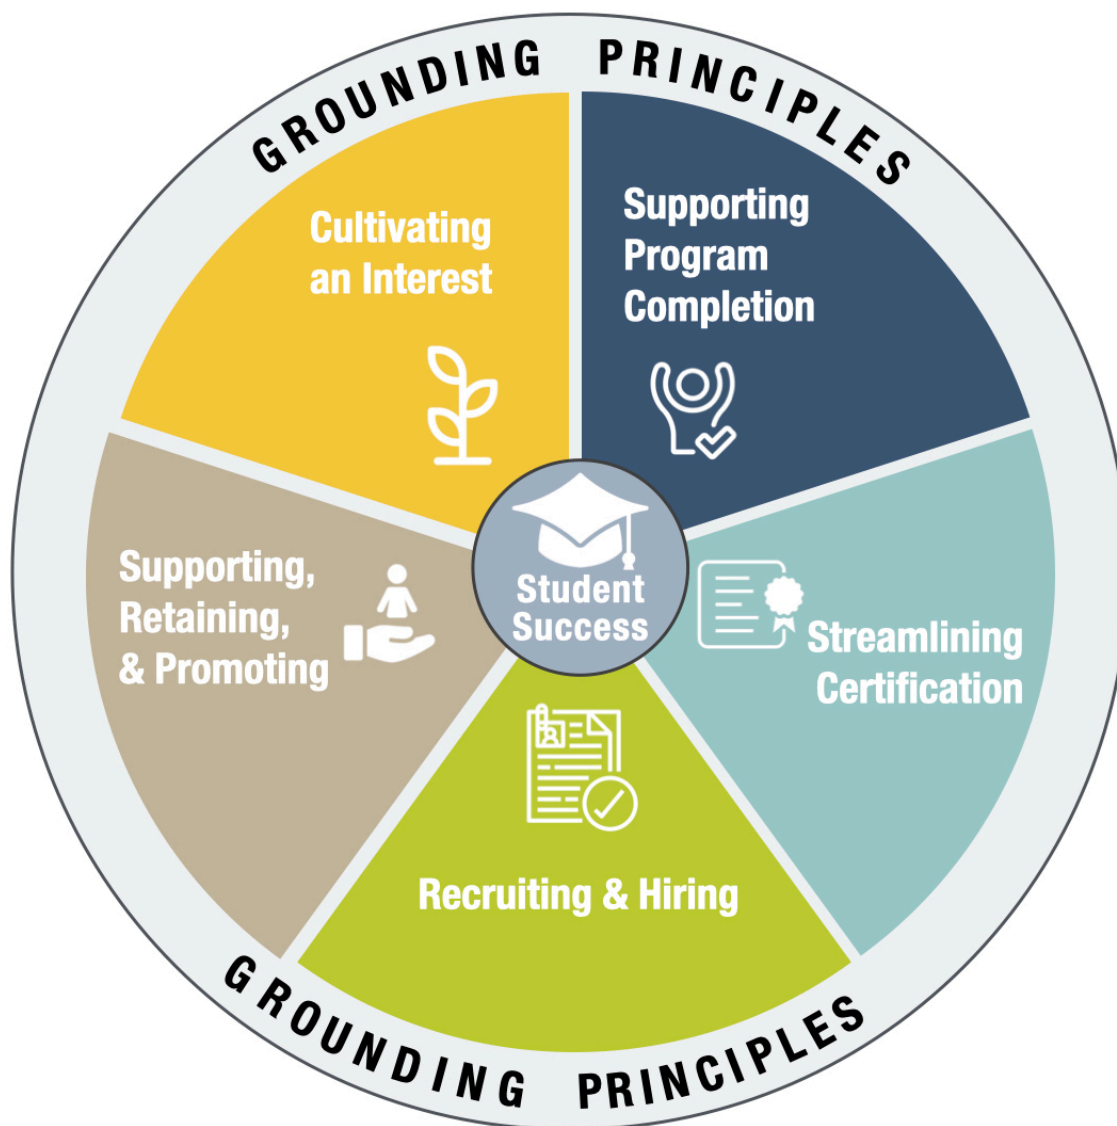 GROUNDING PRINCIPLES
Cultivating
an Interest
Supporting
Program
Completion
Supporting,
Retaining,
& Promoting
Student
Success
Streamlining
Certification
Recruiting & Hiring
GROUNDING PRINCIPLES